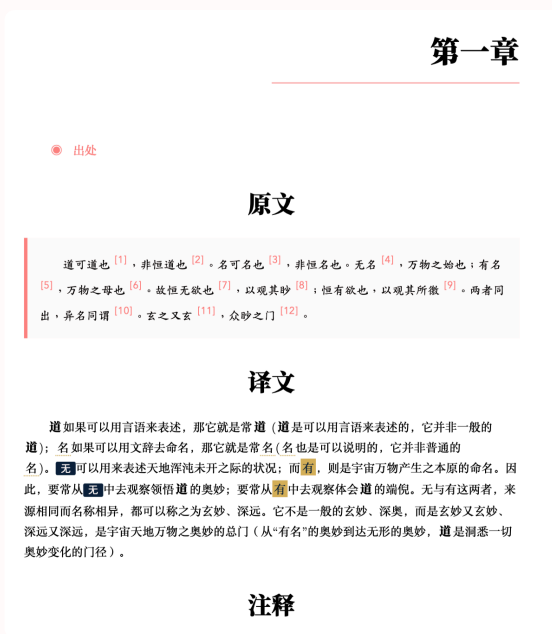 第一章
出处
原文
道可道也 [1] ，非恒道也 [2] 。名可名也 [3] ，非恒名也。无名 [4] ，万物之始也；有名
[5] ，万物之母也 [6] 。故恒无欲也 [7] ，以观其眇 [8] ；恒有欲也，以观其所徼 [9] 。两者同
出，异名同谓 [10] 。玄之又玄 [11] ，众眇之门 [12] 。
译文
道如果可以用言语来表述，那它就是常道（道是可以用言语来表述的，它并非一般的
道）；名如果可以用文辞去命名，那它就是常名（名也是可以说明的，它并非普通的
名）。无可以用来表述天地浑沌未开之际的状况；而有，则是宇宙万物产生之本原的命名。因
此，要常从无中去观察领悟道的奥妙；要常从有中去观察体会道的端倪。无与有这两者，来
源相同而名称相异，都可以称之为玄妙、深远。它不是一般的玄妙、深奥，而是玄妙又玄妙、
深远又深远，是宇宙天地万物之奥妙的总门（从“有名”的奥妙到达无形的奥妙，道是洞悉一切
奥妙变化的门径）。
注释